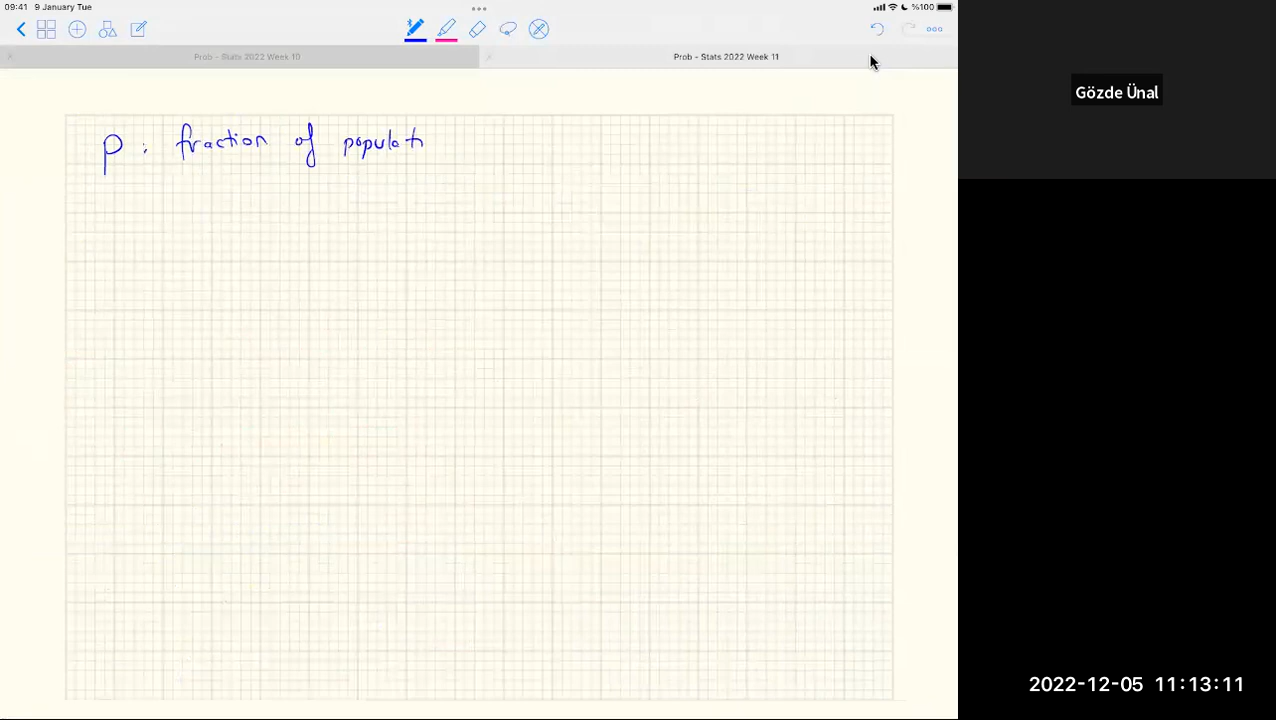 09:41 9 January Tue
%100
Prob - Stats 2022 Week 10
Prob - Stats 2022 Week 11
p : fraction of populati
Gözde Ünal
2022-12-05 11:13:11